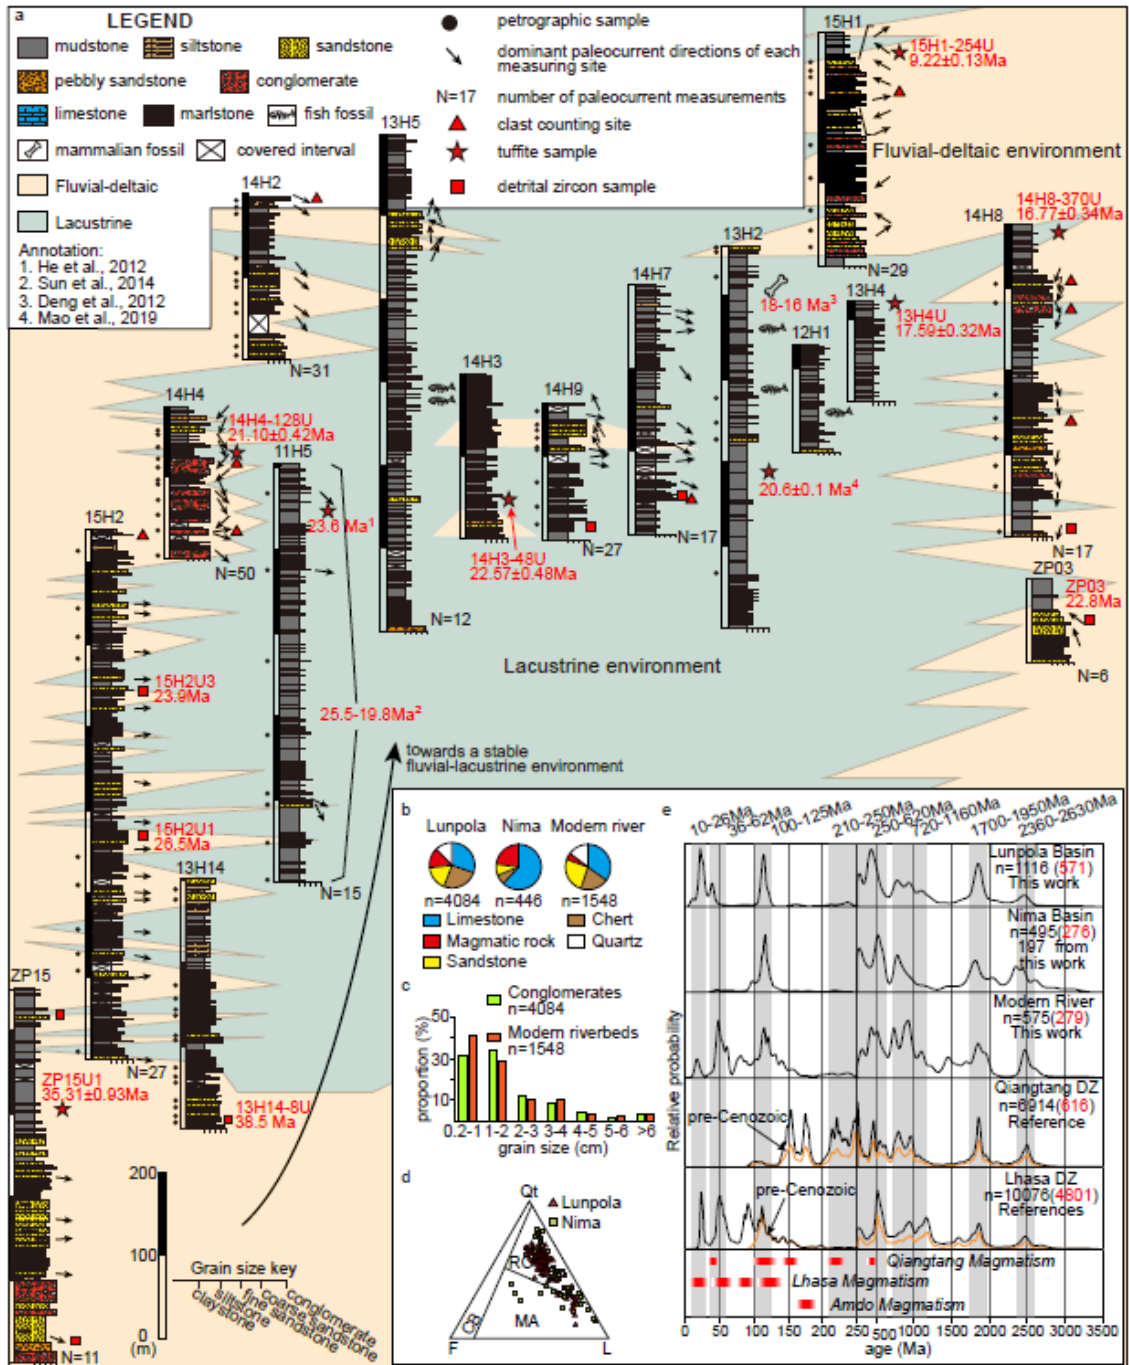 a
LEGEND
mudstone
siltstone
sandstone
pebbly sandstone
conglomerate
limestone
marlstone
fish fossil
mammalian fossil
covered interval
Fluvial-deltaic
Lacustrine
Annotation:
1. He et al., 2012
2. Sun et al., 2014
3. Deng et al., 2012
4. Mao et al., 2019
petrographic sample
dominant paleocurrent directions of each
measuring site
N=17 number of paleocurrent measurements
clast counting site
tuffite sample
detrital zircon sample
15H1
15H1-254U
9.22±0.13Ma
Fluvial-deltaic environment
N=29
14H2
N=31
13H5
N=12
13H2
18-16 Ma3
20.6±0.1 Ma4
14H7
N=17
13H4
13H4U
17.59±0.32Ma
12H1
14H8
14H8-370U
16.77±0.34Ma
N=17
14H3
14H3-48U
22.57±0.48Ma
14H9
N=27
14H4
14H4-128U
21.10±0.42Ma
N=50
11H5
23.6 Ma1
25.5-19.8Ma2
N=15
15H2
15H2U3
23.9Ma
15H2U1
26.5Ma
N=27
ZP03
ZP03
22.8Ma
N=6
Lacustrine environment
towards a stable
fluvial-lacustrine environment
13H14
13H14-8U
38.5 Ma
ZP15
ZP15U1
35.31±0.93Ma
N=11
200
100
0
(m)
Grain size key
claystone
siltstone
fine sandstone
coarse sandstone
conglomerate
b
Lunpola Nima Modern river
n=4084 n=446 n=1548
Limestone Chert
Magmatic rock Quartz
Sandstone
c
Conglomerates
n=4084
Modern riverbeds
n=1548
proportion (%)
50
30
10
0.2-1 1-2 2-3 3-4 4-5 5-6 >6
grain size (cm)
d
Qt
Lunpola
Nima
RO
CB
MA
F L
e
10-26Ma
36-62Ma
100-125Ma
210-250Ma
250-620Ma
720-1160Ma
1700-1950Ma
2360-2630Ma
Lunpola Basin
n=1116 (571)
This work
Nima Basin
n=495(276)
197 from
this work
Modern River
n=575(279)
This work
Qiangtang DZ
n=6914(616)
Reference
pre-Cenozoic
Lhasa DZ
n=10076(4801)
References
pre-Cenozoic
Qiangtang Magmatism
Lhasa Magmatism
Amdo Magmatism
Relative probability
0 50 100 150 200 250 500 1000 1500 2000 2500 3000 3500
age (Ma)